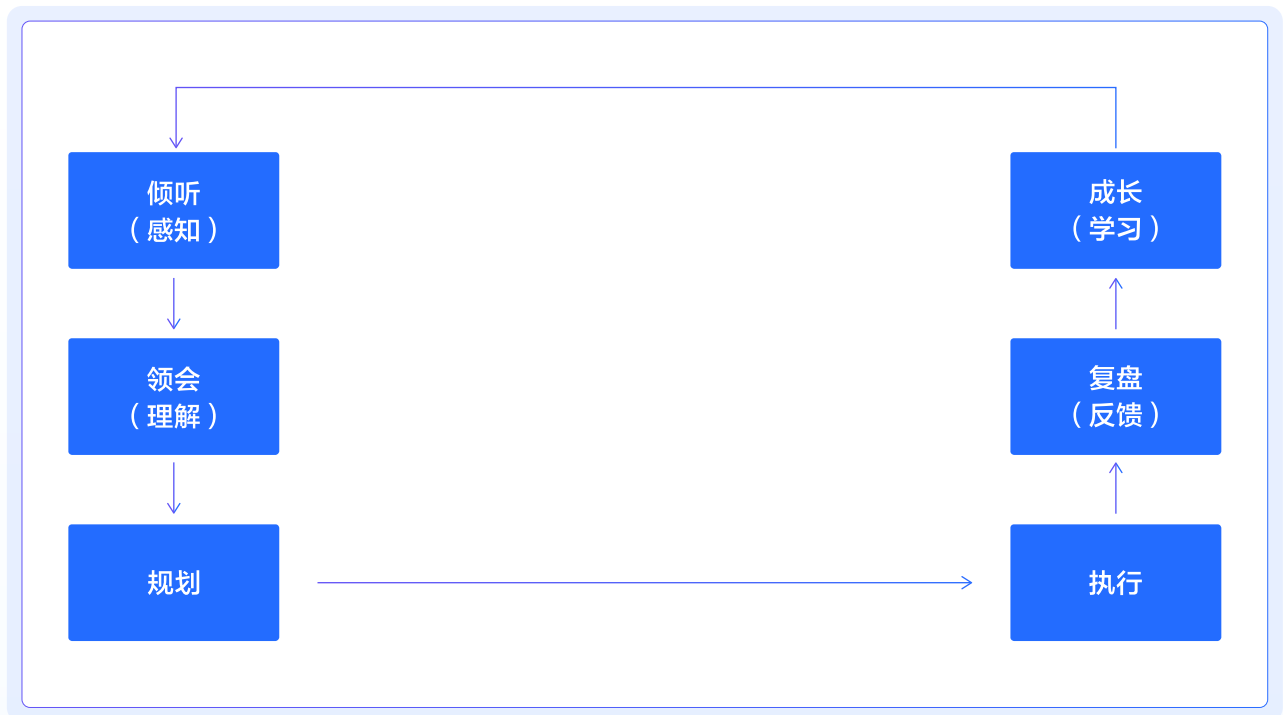 倾听
（感知）
领会
（理解）
规划
执行
复盘
（反馈）
成长
（学习）